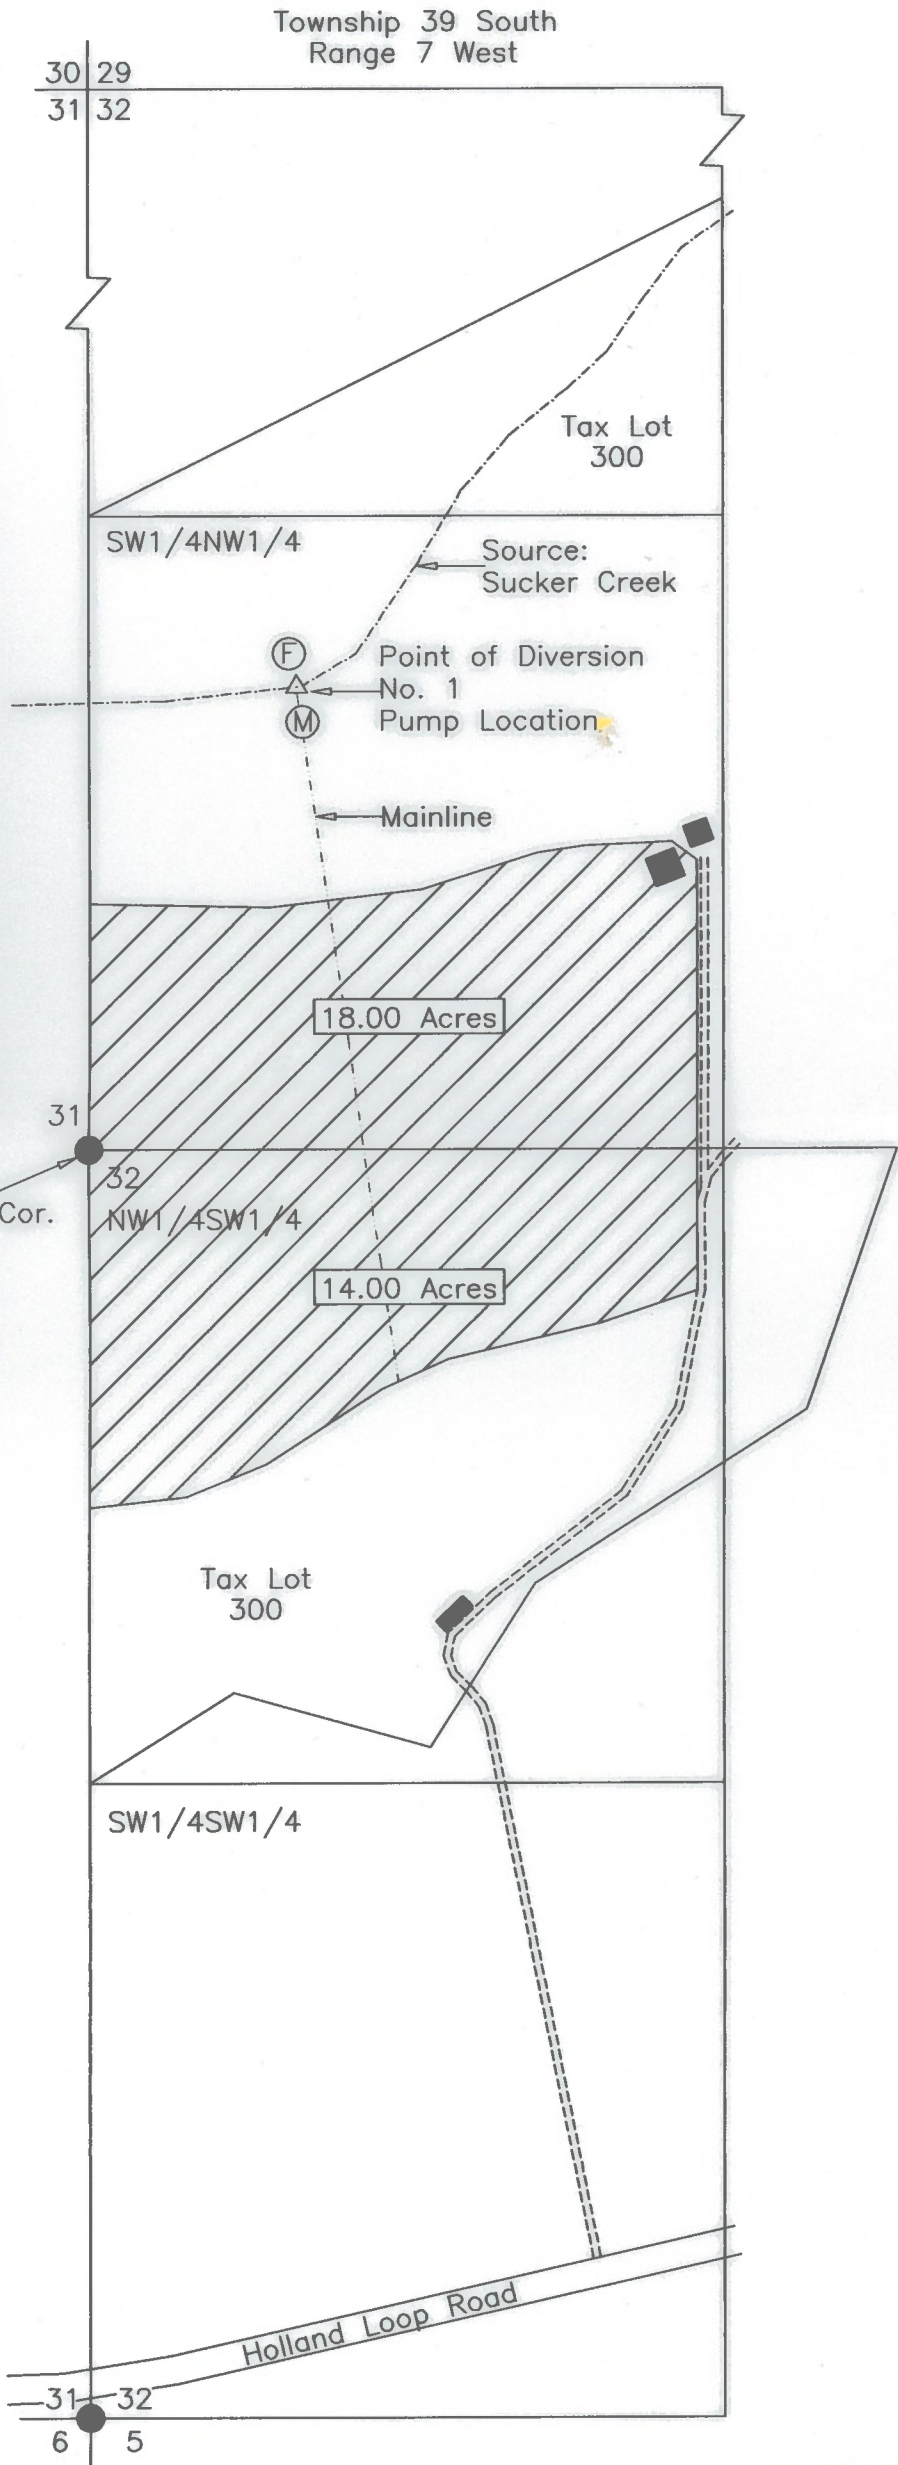 Township 39 South
Range 7 West
30 29
31 32
Tax Lot
300
SW1/4NW1/4
Source:
Sucker Creek
F
Point of Diversion
No. 1
M
Pump Location
Mainline
18.00 Acres
31
32
Cor.
NW1/4SW1/4
14.00 Acres
Tax Lot
300
SW1/4SW1/4
Holland Loop Road
31 32
6 5